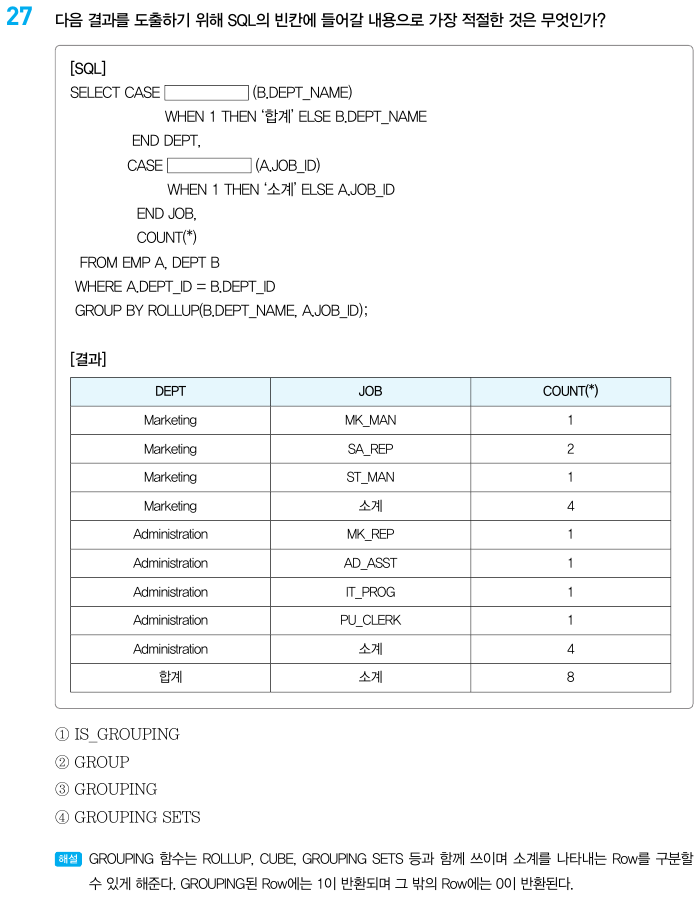 27 다음 결과를 도출하기 위해 SQL의 빈칸에 들어갈 내용으로 가장 적절한 것은 무엇인가?
[SQL]
SELECT CASE (B.DEPT_NAME)
WHEN 1 THEN ‘합계’ ELSE B.DEPT_NAME
END DEPT,
CASE (A.JOB_ID)
WHEN 1 THEN ‘소계’ ELSE A.JOB_ID
END JOB,
COUNT(*)
FROM EMP A, DEPT B
WHERE A.DEPT_ID = B.DEPT_ID
GROUP BY ROLLUP(B.DEPT_NAME, A.JOB_ID);
[결과]
DEPT JOB COUNT(*)
Marketing MK_MAN 1
Marketing SA_REP 2
Marketing ST_MAN 1
Marketing 소계 4
Administration MK_REP 1
Administration AD_ASST 1
Administration IT_PROG 1
Administration PU_CLERK 1
Administration 소계 4
합계 소계 8
① IS_GROUPING
② GROUP
③ GROUPING
④ GROUPING SETS
해설 GROUPING 함수는 ROLLUP, CUBE, GROUPING SETS 등과 함께 쓰이며 소계를 나타내는 Row를 구분할
수 있게 해준다. GROUPING된 Row에는 1이 반환되며 그 밖의 Row에는 0이 반환된다.